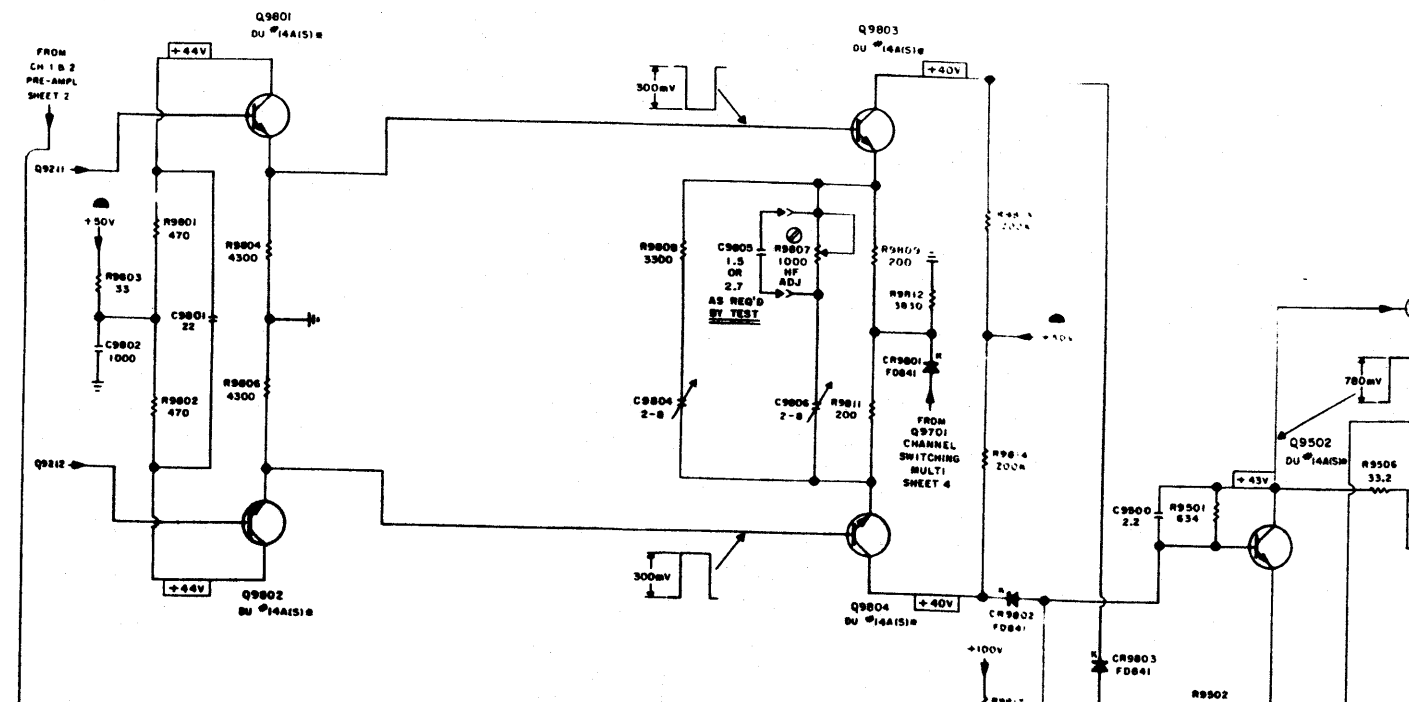 Q9801
DU #14A(S)*
FROM
CH 1 & 2
PRE-AMPL
SHEET 2
+44V
Q9211
+50V
R9801
470
R9803
33
R9804
4300
C9801
22
C9802
1000
R9802
470
R9806
4300
Q9212
+44V
Q9802
DU #14A(S)*
300mV
Q9803
DU #14A(S)*
+40V
R9808
3300
C9805
1.5
OR
2.7
AS REQ'D
BY TEST
R9807
1000
HF
ADJ
R9809
200
R9812
C9804
2-8
C9806
2-8
R9811
200
CR9801
FD841
K
FROM
Q9701
CHANNEL
SWITCHING
MULTI
SHEET 4
R9814
200K
300mV
Q9804
DU #14A(S)*
+40V
K
CR9802
FD841
+100V
K
CR9803
FD841
780mV
Q9502
DU #14A(S)*
+43V
R9506
33.2
C9500
2.2
R9501
634
R9502